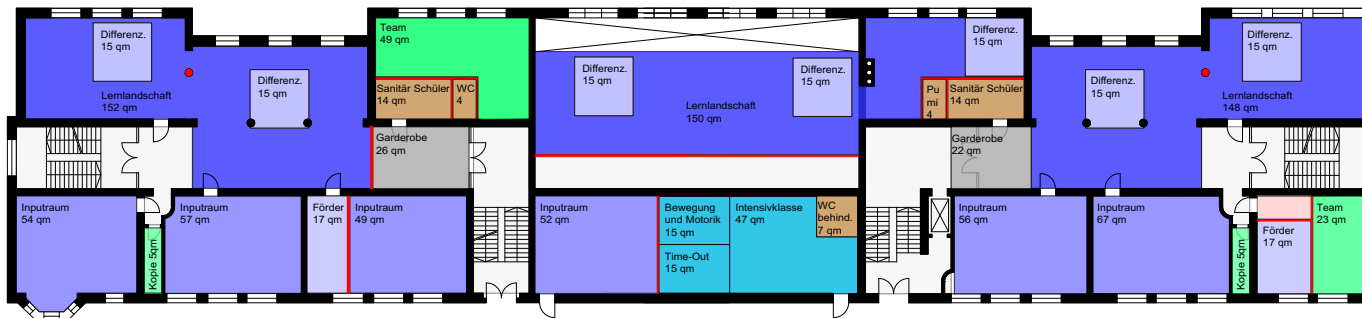 Differenz.
15 qm
Lernlandschaft
152 qm
Differenz.
15 qm
Team
49 qm
Sanitär Schüler
14 qm
WC
4
Garderobe
26 qm
Differenz.
15 qm
Differenz.
15 qm
Lernlandschaft
150 qm
Differenz.
15 qm
Pu
mi
4
Sanitär Schüler
14 qm
Garderobe
22 qm
Differenz.
15 qm
Differenz.
15 qm
Lernlandschaft
148 qm
Inputraum
54 qm
Kopie 5qm
Inputraum
57 qm
Förder
17 qm
Inputraum
49 qm
Inputraum
52 qm
Bewegung
und Motorik
15 qm
Time-Out
15 qm
Intensivklasse
47 qm
WC
behind.
7 qm
Inputraum
56 qm
Inputraum
67 qm
Kopie 5qm
Förder
17 qm
Team
23 qm